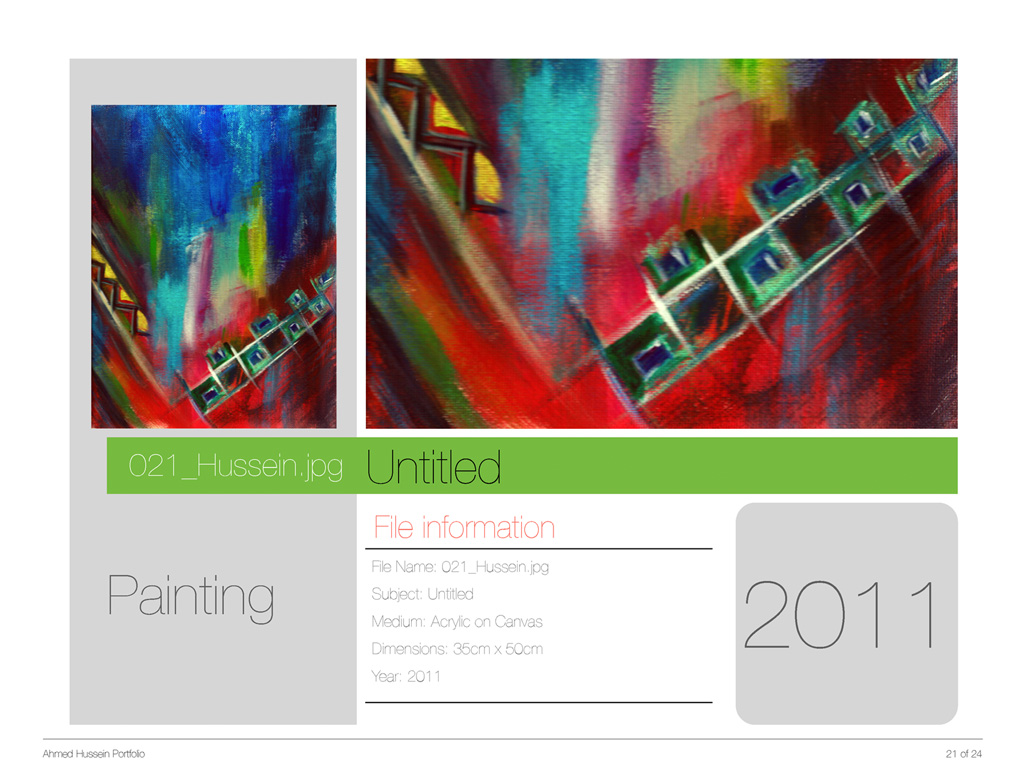 021_Hussein.jpg
Untitled
Painting
File information
File Name: 021_Hussein.jpg
Subject: Untitled
Medium: Acrylic on Canvas
Dimensions: 35cm x 50cm
Year: 2011
2011
Ahmed Hussein Portfolio
21 of 24